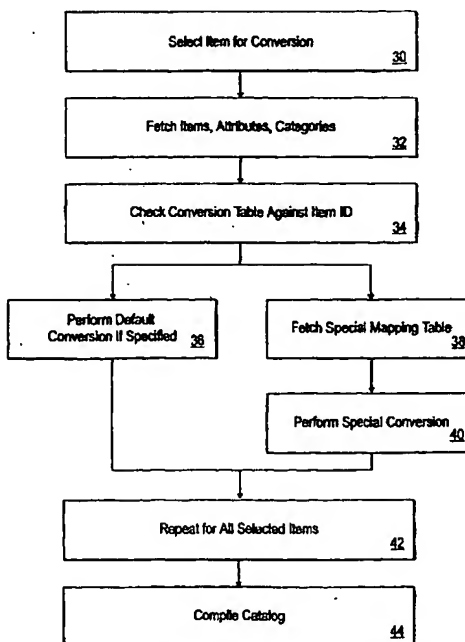 Select Item for Conversion
30
Fetch Items, Attributes, Categories
32
Check Conversion Table Against Item ID
34
Perform Default
Conversion If Specified
36
Fetch Special Mapping Table
38
Perform Special Conversion
40
Repeat for All Selected Items
42
Compile Catalog
44